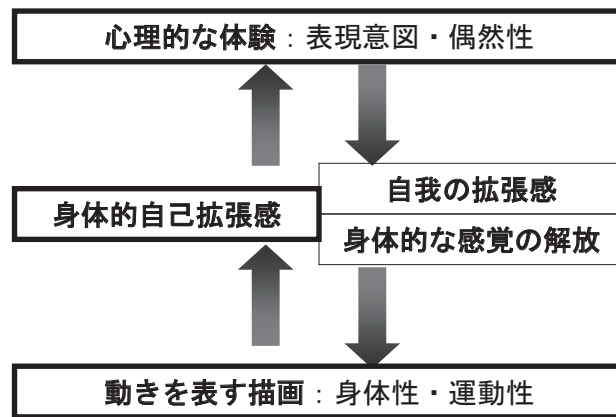 心理的な体験：表現意図・偶然性
自我の拡張感
身体的自己拡張感
身体的な感覚の解放
動きを表す描画：身体性・運動性